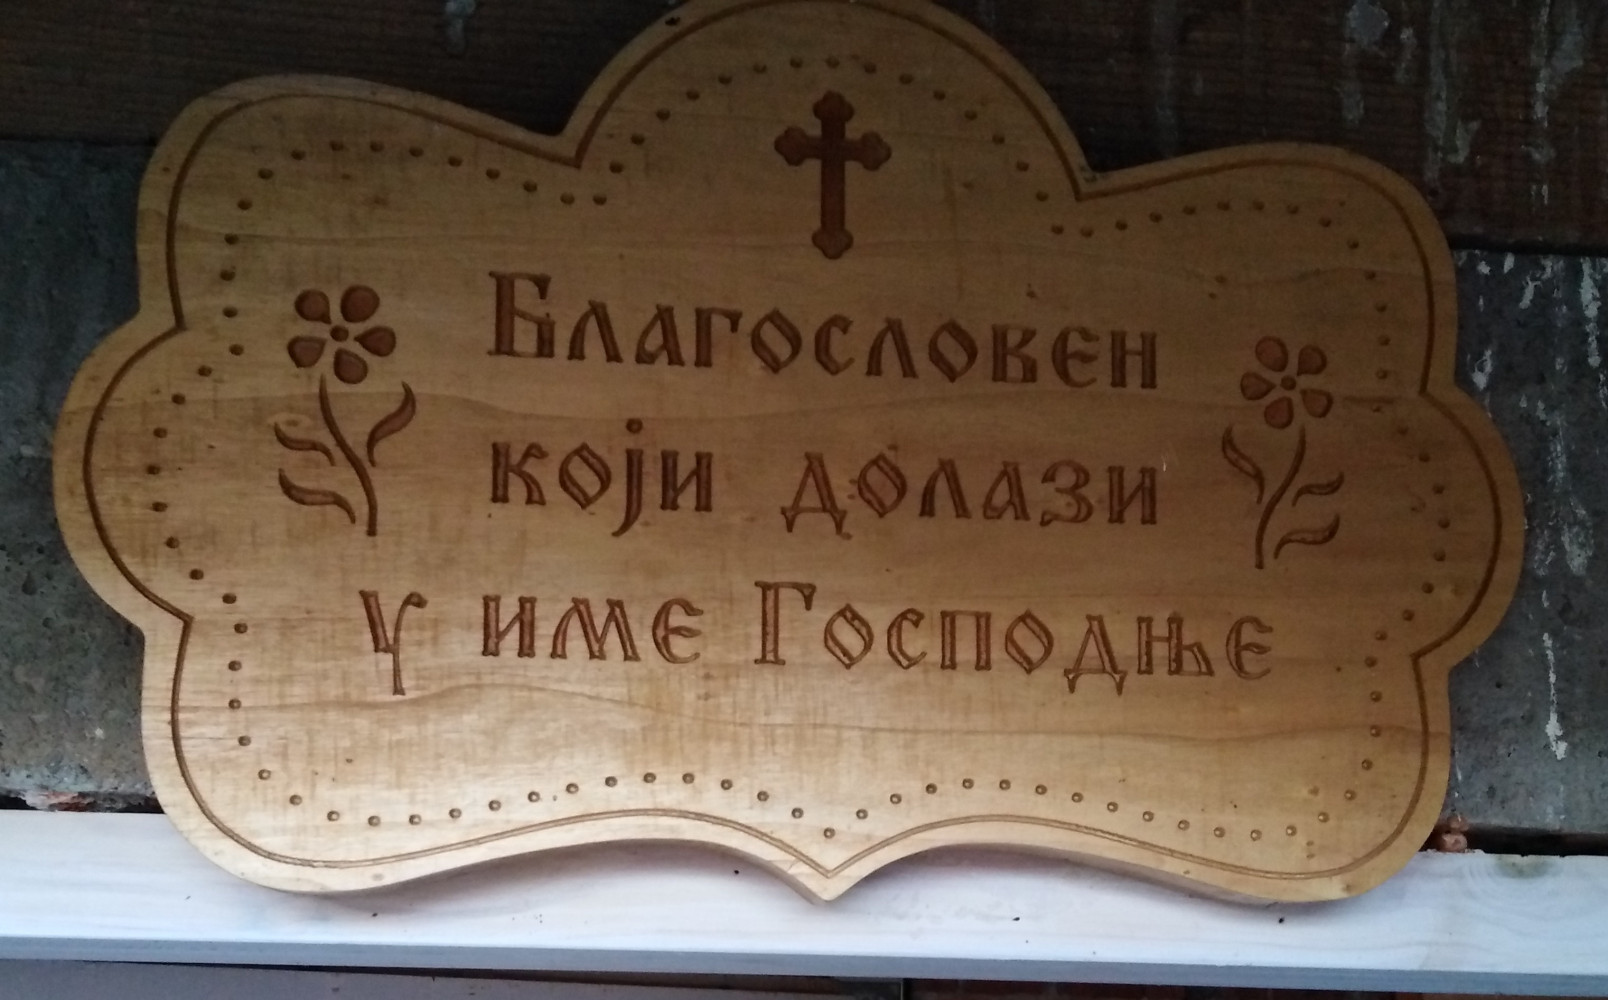 Благословен
који долази
у име Господње